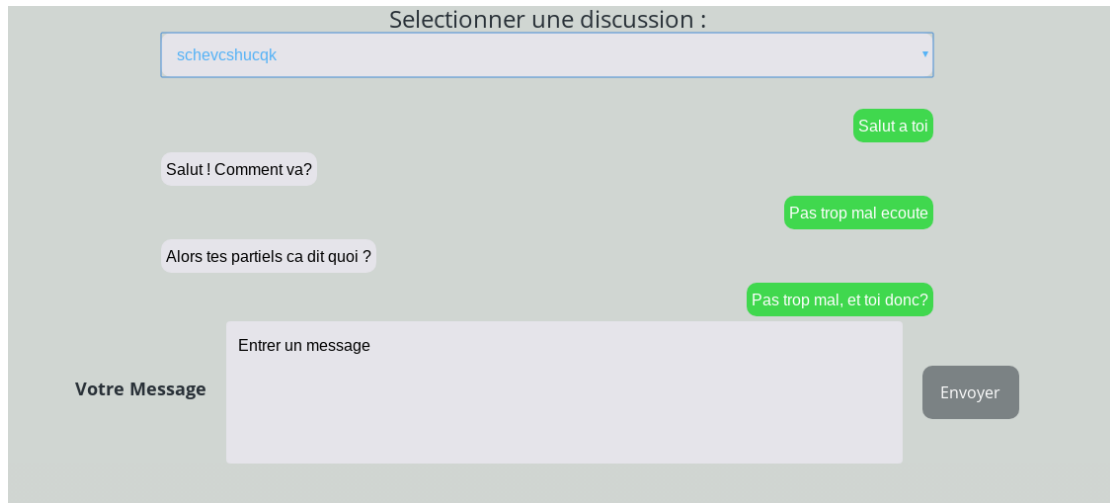 Selectionner une discussion :
schevcshucqk
Salut a toi
Salut ! Comment va?
Pas trop mal ecoute
Alors tes partiels ca dit quoi ?
Pas trop mal, et toi donc?
Entrer un message
Votre Message
Envoyer